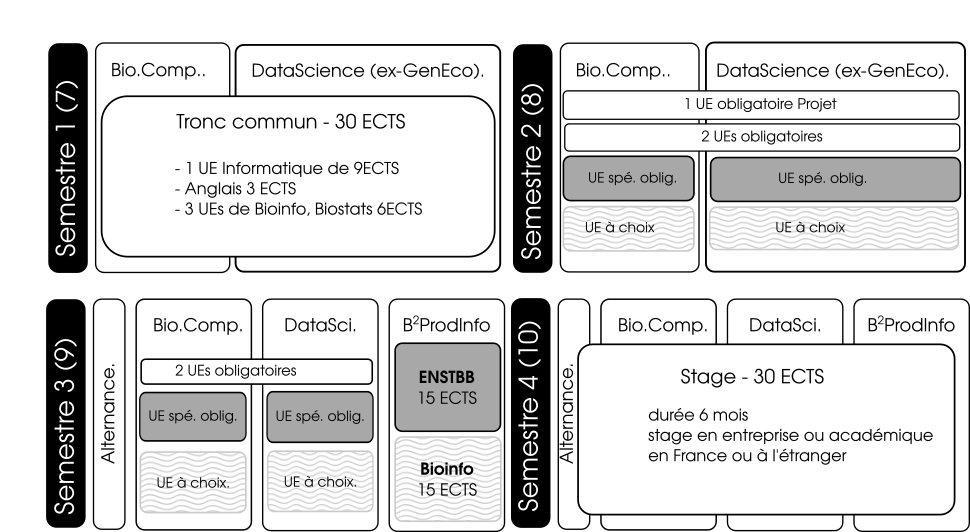 Semestre 1 (7)
Bio.Comp..
DataScience (ex-GenEco).
Tronc commun - 30 ECTS
- 1 UE Informatique de 9ECTS
- Anglais 3 ECTS
- 3 UEs de Bioinfo, Biostats 6ECTS
Semestre 2 (8)
Bio.Comp..
DataScience (ex-GenEco).
1 UE obligatoire Projet
2 UEs obligatoires
UE spé. oblig.
UE spé. oblig.
UE à choix
UE à choix
Semestre 3 (9)
Alternance.
Bio.Comp.
DataSci.
B²ProdInfo
2 UEs obligatoires
UE spé. oblig.
UE spé. oblig.
ENSTBB
15 ECTS
UE à choix.
UE à choix.
Bioinfo
15 ECTS
Semestre 4 (10)
Alternance.
Bio.Comp.
DataSci.
B²ProdInfo
Stage - 30 ECTS
durée 6 mois
stage en entreprise ou académique
en France ou à l'étranger